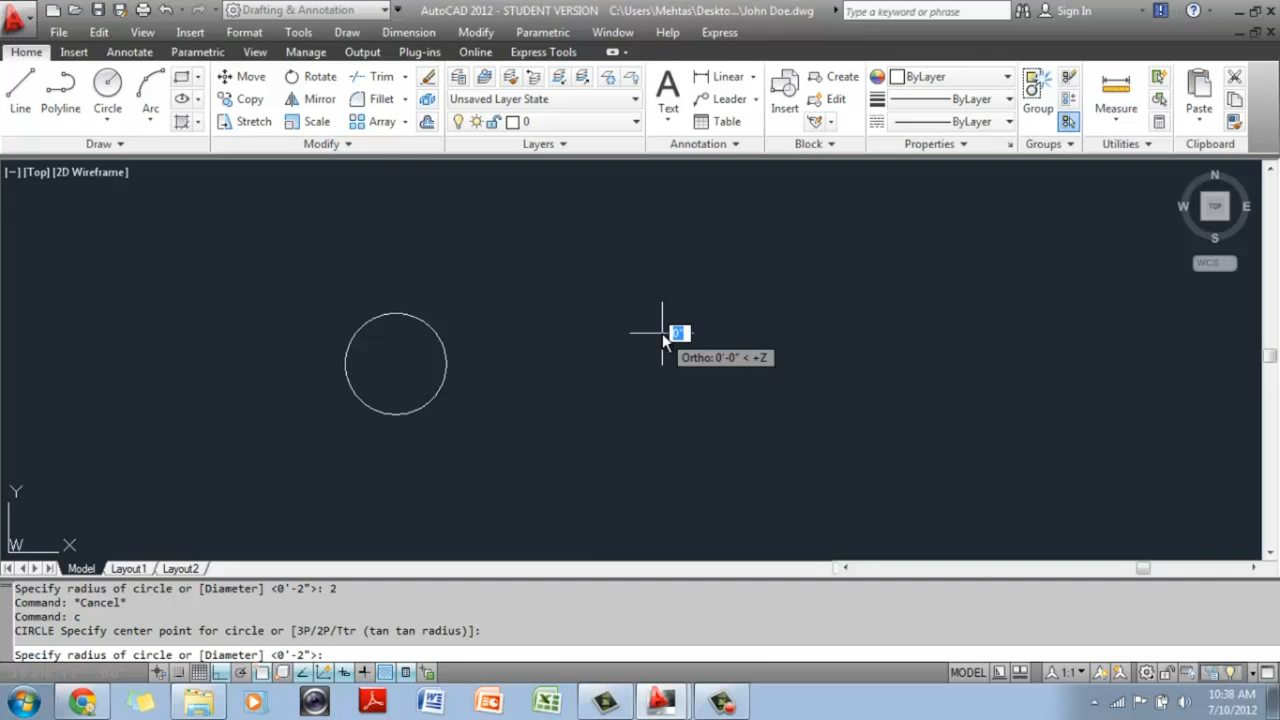 Drafting & Annotation
AutoCAD 2012 - STUDENT VERSION C:\Users\Mehtas\Deskto...\John Doe.dwg
Type a keyword or phrase
Sign In
File Edit View Insert Format Tools Draw Dimension Modify Parametric Window Help Express
Home Insert Annotate Parametric View Manage Output Plug-ins Online Express Tools
Move Rotate Trim
ByLayer
Linear
Create
Line Polyline Circle Arc
Copy Mirror Fillet
Unsaved Layer State
Text
Leader
Insert
Edit
ByLayer
Group
Measure
Paste
Stretch Scale Array
0
Table
ByLayer
Draw Modify Layers Annotation Block Properties Groups Utilities Clipboard
[−] [Top] [2D Wireframe]
N
W TOP E
S
WCS
0"
Ortho: 0'-0" < +Z
Y
W X
Model Layout1 Layout2
Specify radius of circle or [Diameter] <0'-2">: 2
Command: *Cancel*
Command: c
CIRCLE Specify center point for circle or [3P/2P/Ttr (tan tan radius)]:
Specify radius of circle or [Diameter] <0'-2">:
MODEL
1:1
10:38 AM
7/10/2012